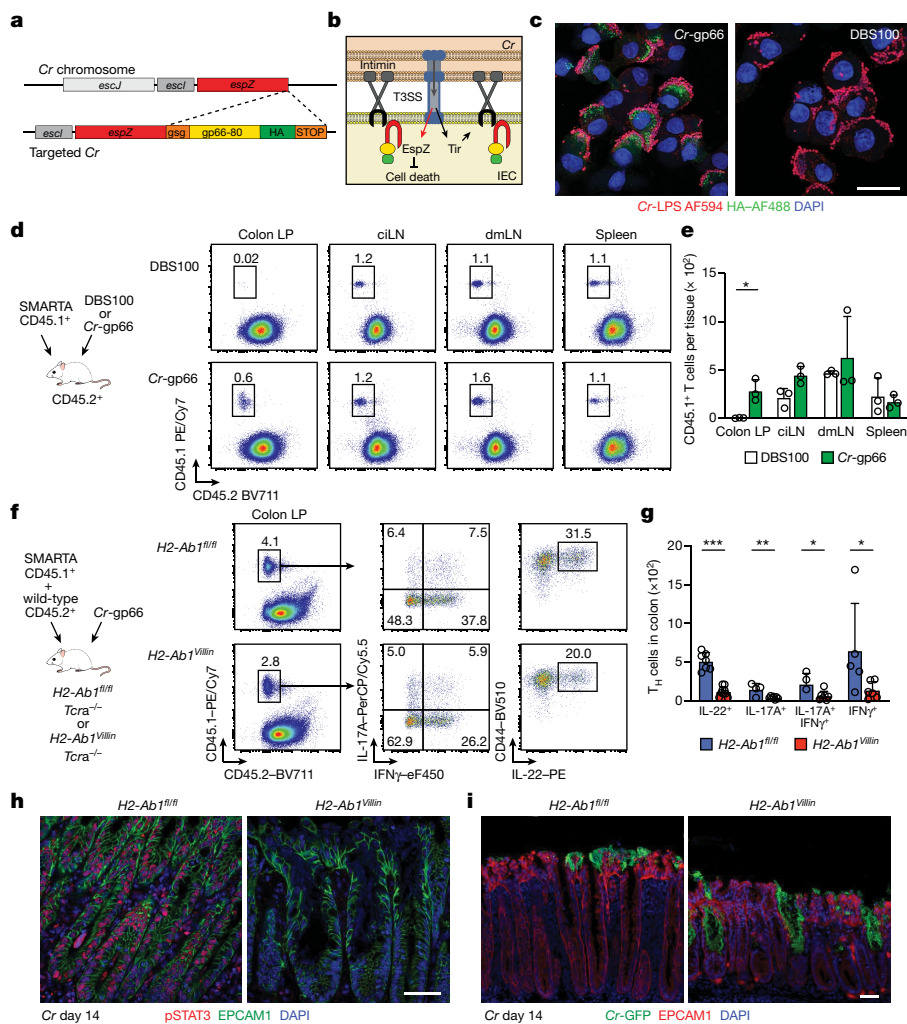 a
Cr chromosome
escJ escI espZ
escI espZ gsg gp66-80 HA STOP
Targeted Cr
b
Cr
Intimin
T3SS
EspZ Tir
Cell death IEC
c
Cr-gp66 DBS100
Cr-LPS AF594 HA–AF488 DAPI
d
Colon LP ciLN dmLN Spleen
DBS100
0.02 1.2 1.1 1.1
SMARTA
CD45.1+
DBS100
or
Cr-gp66
CD45.2+
Cr-gp66
0.6 1.2 1.6 1.1
CD45.1 PE/Cy7
CD45.2 BV711
e
CD45.1+ T cells per tissue (× 10²)
15
10
5
0
*
Colon LP ciLN dmLN Spleen
DBS100 Cr-gp66
f
Colon LP
SMARTA
CD45.1+
+
wild-type
CD45.2+
Cr-gp66
H2-Ab1fl/fl
Tcra−/−
or
H2-Ab1Villin
Tcra−/−
H2-Ab1fl/fl
4.1
6.4 7.5
48.3 37.8
31.5
H2-Ab1Villin
2.8
5.0 5.9
62.9 26.2
20.0
CD45.1–PE/Cy7
CD45.2–BV711
IL-17A–PerCP/Cy5.5
IFNγ–eF450
CD44–BV510
IL-22–PE
g
TH cells in colon (×10²)
20
15
10
5
0
*** ** * *
IL-22+ IL-17A+ IL-17A+ IFNγ+
IFNγ+
H2-Ab1fl/fl H2-Ab1Villin
h
H2-Ab1fl/fl H2-Ab1Villin
Cr day 14 pSTAT3 EPCAM1 DAPI
i
H2-Ab1fl/fl H2-Ab1Villin
Cr day 14 Cr-GFP EPCAM1 DAPI